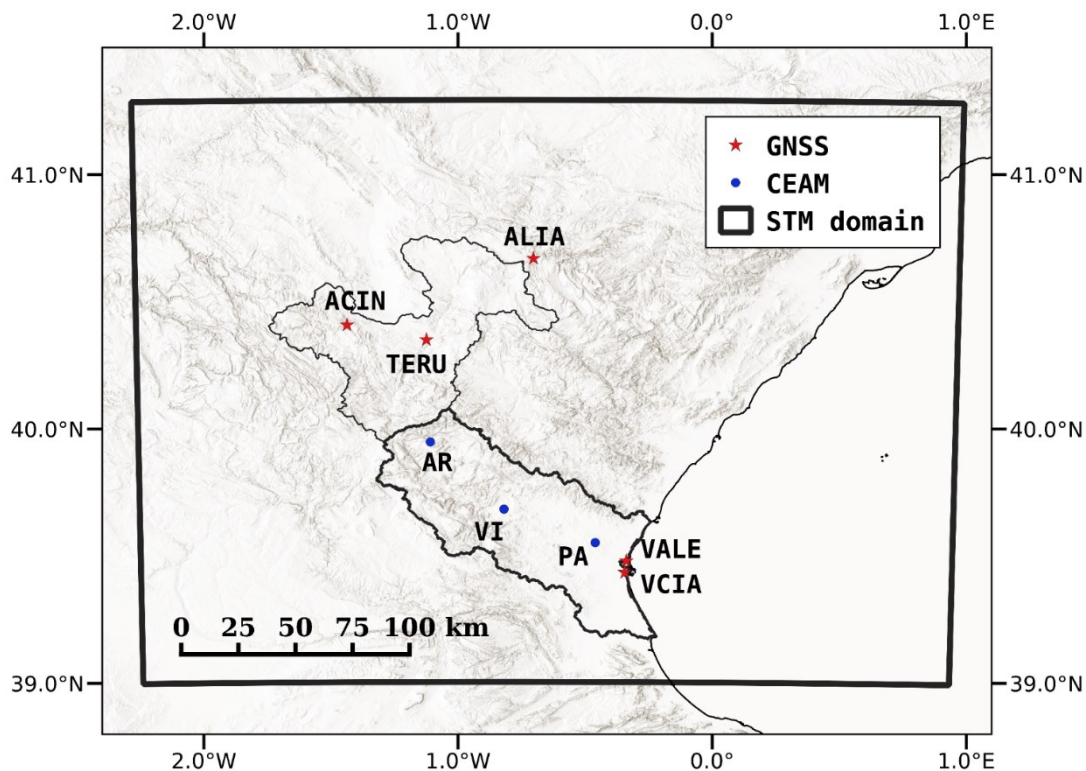 2.0°W 1.0°W 0.0° 1.0°E
GNSS
CEAM
STM domain
41.0°N 41.0°N
ALIA
ACIN
TERU
40.0°N 40.0°N
AR
VI
PA
VALE
VCIA
0 25 50 75 100 km
39.0°N 39.0°N
2.0°W 1.0°W 0.0° 1.0°E